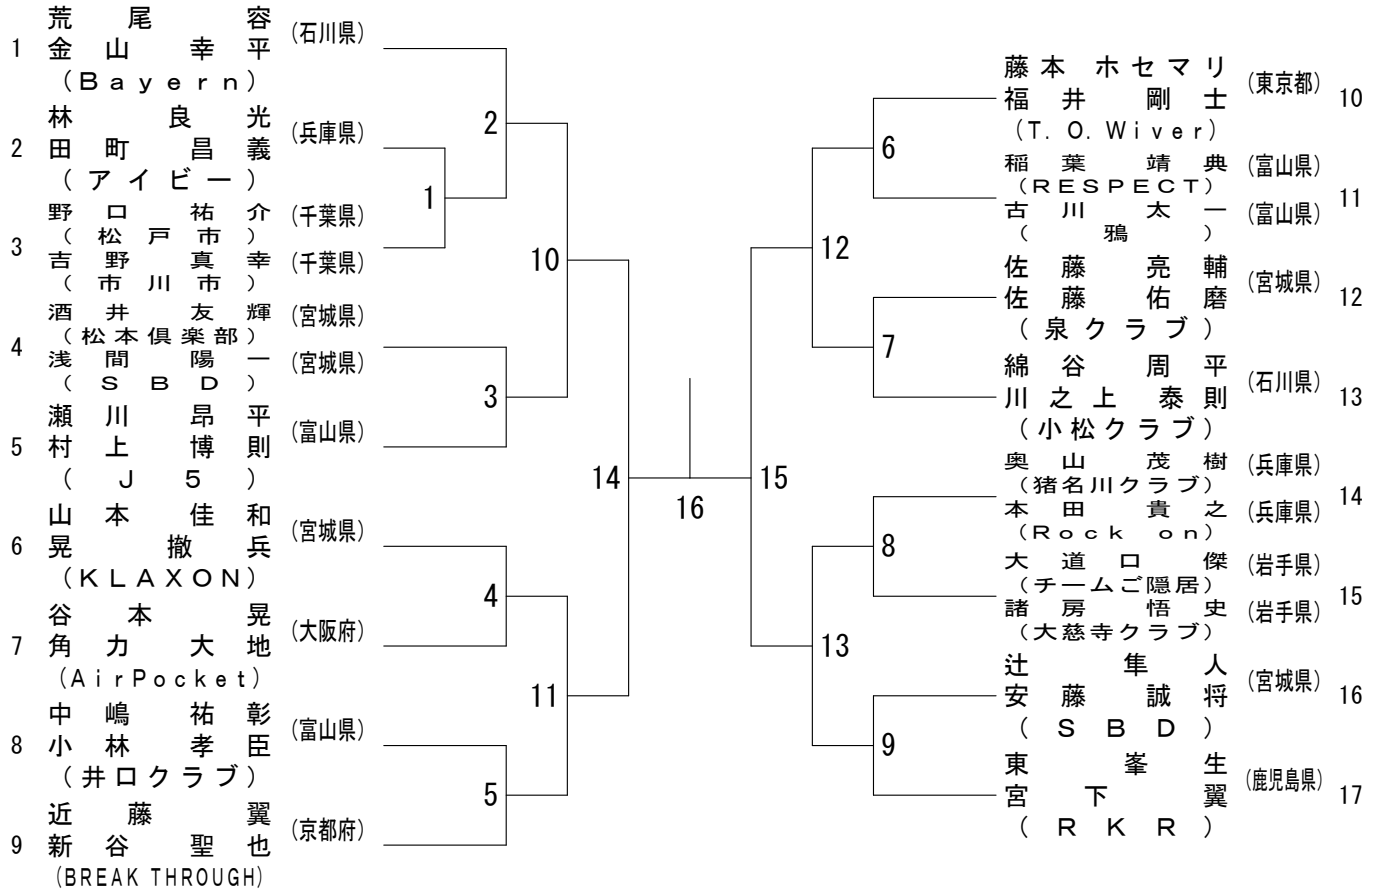 荒尾容
(石川県)
1 金山幸平
(Bayern)
林良光
(兵庫県)
2 田町昌義
(アイビー)
野口祐介
(千葉県)
(松戸市)
3
吉野真幸
(千葉県)
(市川市)
酒井友輝
(宮城県)
(松本倶楽部)
4
浅間陽一
(宮城県)
(SBD)
瀬川昂平
(富山県)
5 村上博則
(J5)
山本佳和
(宮城県)
6 晃撤兵
(KLAXON)
谷本晃
(大阪府)
7 角力大地
(AirPocket)
中嶋祐彰
(富山県)
8 小林孝臣
(井口クラブ)
近藤翼
(京都府)
9 新谷聖也
(BREAK THROUGH)
2
1
10
3
14
4
11
5
16
6
12
7
15
8
13
9
藤本ホセマリ
(東京都)
福井剛士 10
(T.O.Wiver)
稲葉靖典
(富山県)
(RESPECT)
11
古川太一
(富山県)
(鴉)
佐藤亮輔
(宮城県)
佐藤佑磨 12
(泉クラブ)
綿谷周平
(石川県)
川之上泰則 13
(小松クラブ)
奥山茂樹
(兵庫県)
(猪名川クラブ)
14
本田貴之
(兵庫県)
(Rock on)
大道口傑
(岩手県)
(チームご隠居)
15
諸房悟史
(岩手県)
(大慈寺クラブ)
辻隼人
(宮城県)
安藤誠将 16
(SBD)
東峯生
(鹿児島県)
宮下翼 17
(RKR)